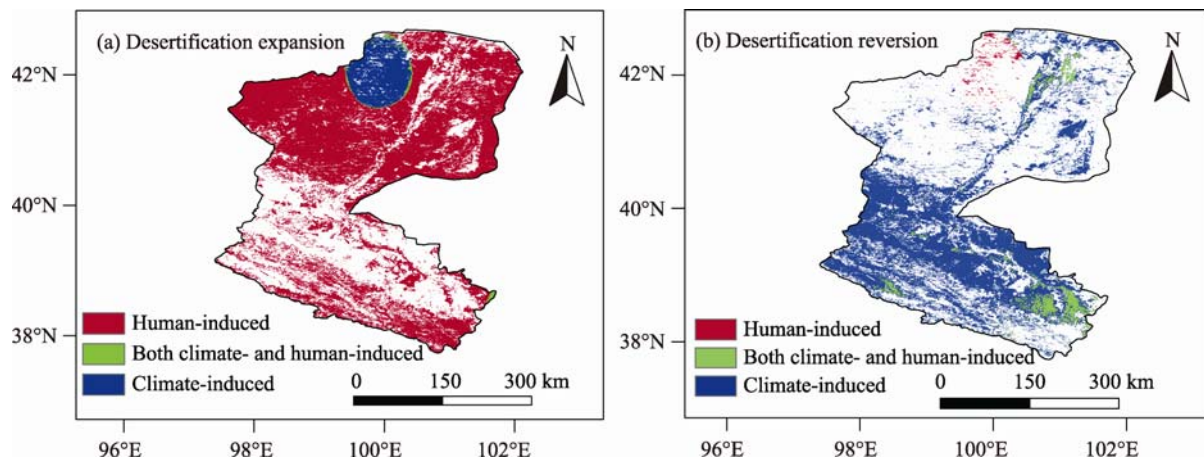 (a) Desertification expansion
N
42°N
40°N
38°N
Human-induced
Both climate- and human-induced
Climate-induced
0 150 300 km
96°E 98°E 100°E 102°E
(b) Desertification reversion
N
42°N
40°N
38°N
Human-induced
Both climate- and human-induced
Climate-induced
0 150 300 km
96°E 98°E 100°E 102°E